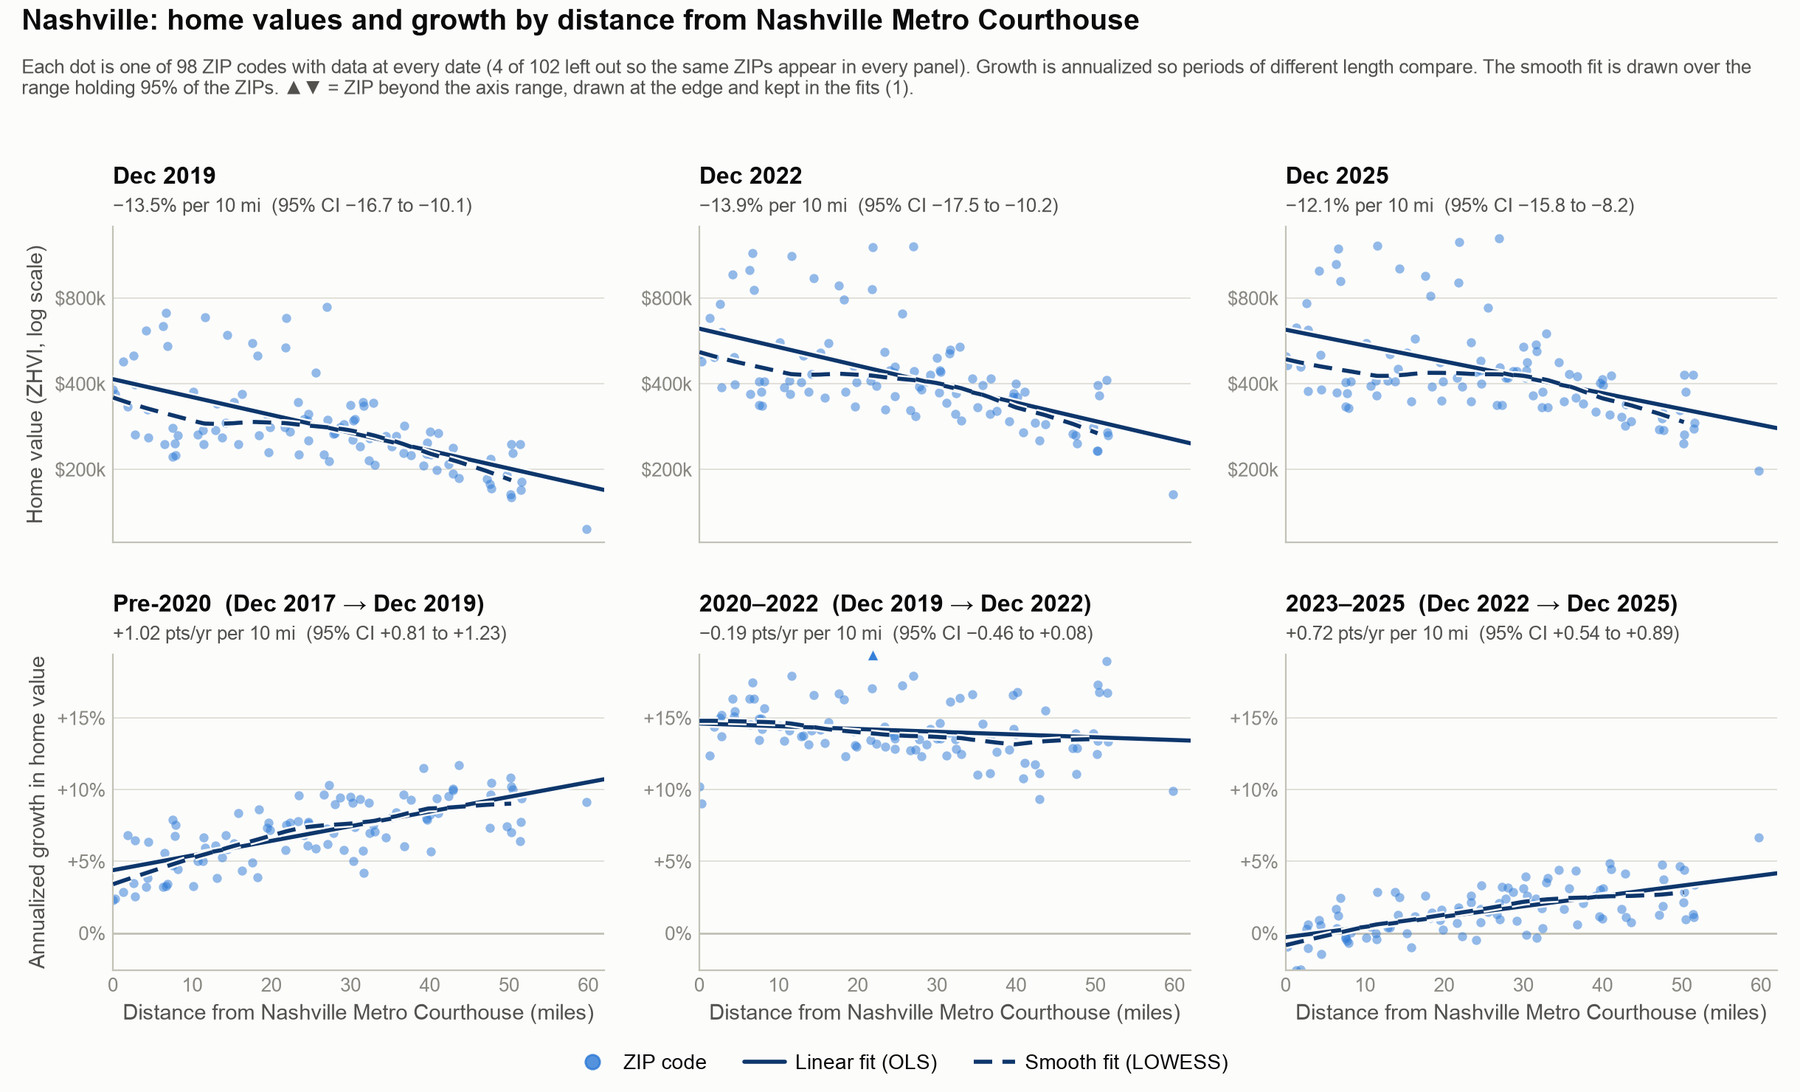 Nashville: home values and growth by distance from Nashville Metro Courthouse
Each dot is one of 98 ZIP codes with data at every date (4 of 102 left out so the same ZIPs appear in every panel). Growth is annualized so periods of different length compare. The smooth fit is drawn over the
range holding 95% of the ZIPs. ▲▼ = ZIP beyond the axis range, drawn at the edge and kept in the fits (1).
Dec 2019
−13.5% per 10 mi (95% CI −16.7 to −10.1)
Dec 2022
−13.9% per 10 mi (95% CI −17.5 to −10.2)
Dec 2025
−12.1% per 10 mi (95% CI −15.8 to −8.2)
Home value (ZHVI, log scale)
$800k
$400k
$200k
$800k
$400k
$200k
$800k
$400k
$200k
Pre-2020 (Dec 2017 → Dec 2019)
+1.02 pts/yr per 10 mi (95% CI +0.81 to +1.23)
2020–2022 (Dec 2019 → Dec 2022)
−0.19 pts/yr per 10 mi (95% CI −0.46 to +0.08)
2023–2025 (Dec 2022 → Dec 2025)
+0.72 pts/yr per 10 mi (95% CI +0.54 to +0.89)
Annualized growth in home value
+15%
+10%
+5%
0%
+15%
+10%
+5%
0%
+15%
+10%
+5%
0%
0 10 20 30 40 50 60
0 10 20 30 40 50 60
0 10 20 30 40 50 60
Distance from Nashville Metro Courthouse (miles)
Distance from Nashville Metro Courthouse (miles)
Distance from Nashville Metro Courthouse (miles)
ZIP code Linear fit (OLS) Smooth fit (LOWESS)